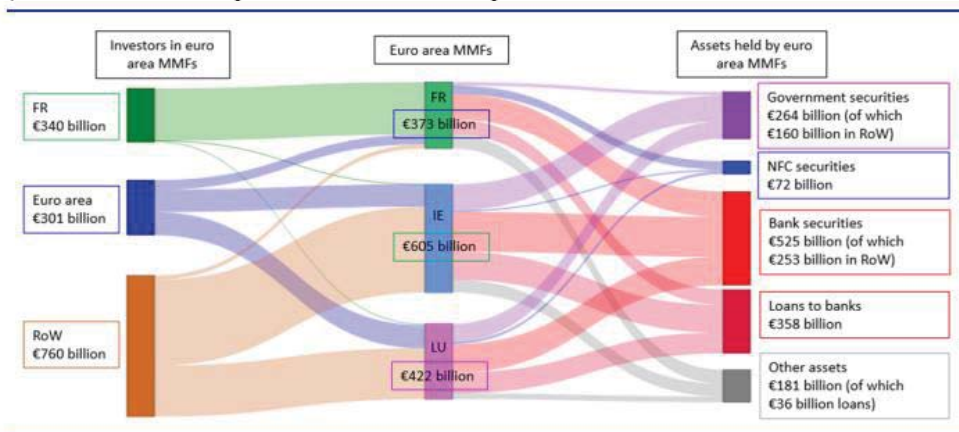 Investors in euro
area MMFs
Euro area MMFs
Assets held by euro
area MMFs
FR
€340 billion
Euro area
€301 billion
RoW
€760 billion
FR
€373 billion
IE
€605 billion
LU
€422 billion
Government securities
€264 billion (of which
€160 billion in RoW)
NFC securities
€72 billion
Bank securities
€525 billion (of which
€253 billion in RoW)
Loans to banks
€358 billion
Other assets
€181 billion (of which
€36 billion loans)